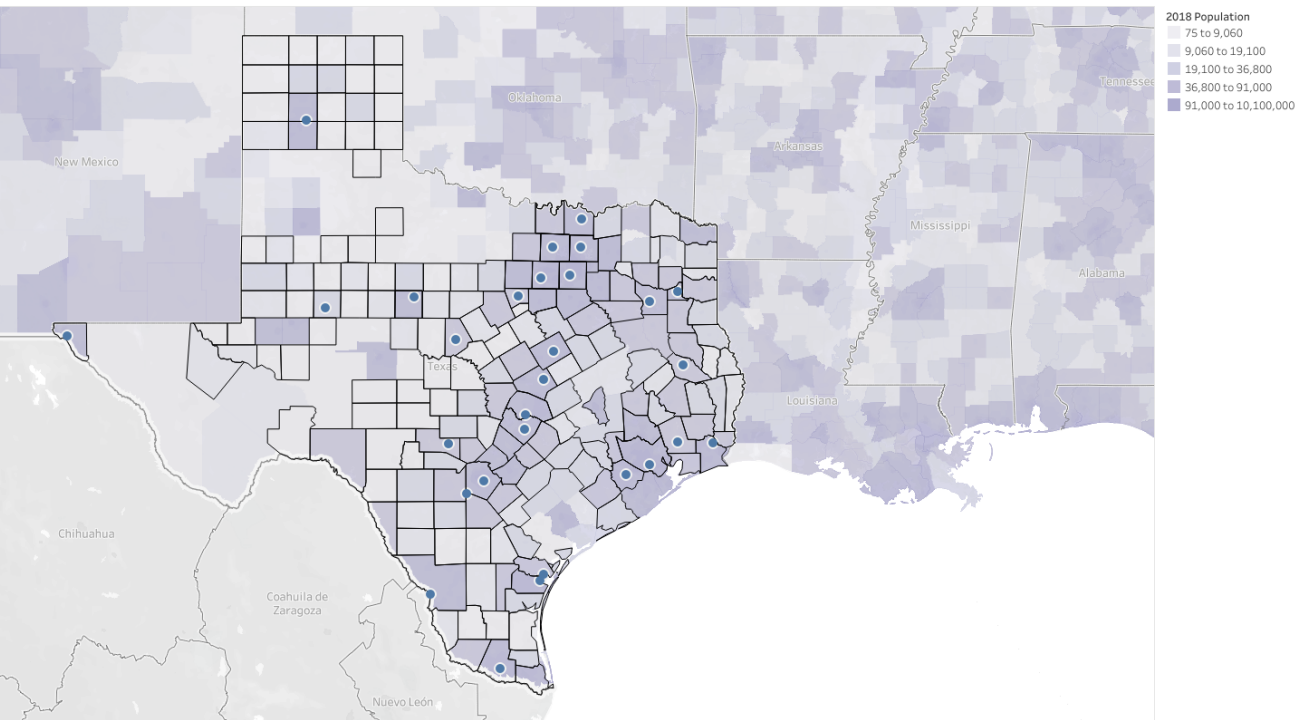 2018 Population
75 to 9,060
9,060 to 19,100
19,100 to 36,800
36,800 to 91,000
91,000 to 10,100,000
Tennessee
Oklahoma
Arkansas
New Mexico
Mississippi
Alabama
Texas
Louisiana
Chihuahua
Coahuila de
Zaragoza
Nuevo León